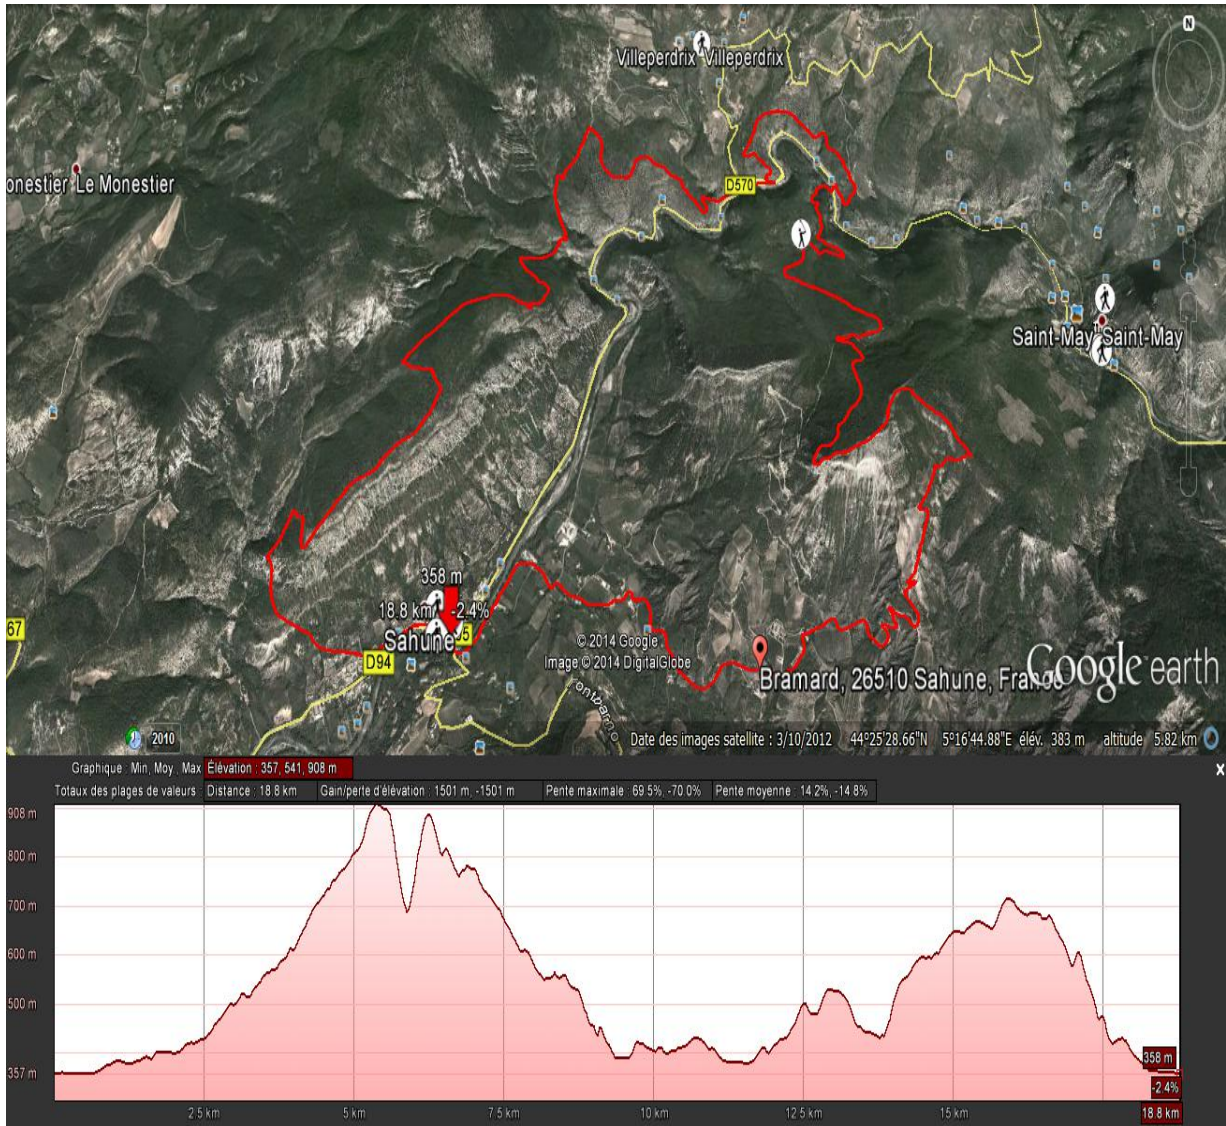 N
Villeperdrix Villeperdrix
onestier Le Monestier
D570
Saint-May Saint-May
358 m
18.8 km -2.4%
67
Sahune
D94
© 2014 Google
Image © 2014 DigitalGlobe
Bramard, 26510 Sahune, France
Google earth
2010
Date des images satellite : 3/10/2012 44°25'28.66"N 5°16'44.88"E élév. 383 m altitude 5.82 km
Graphique : Min, Moy., Max Élévation : 357, 541, 908 m
x
Totaux des plages de valeurs : Distance : 18.8 km Gain/perte d'élévation : 1501 m, -1501 m Pente maximale : 69.5%, -70.0% Pente moyenne : 14.2%, -14.8%
908 m
800 m
700 m
600 m
500 m
358 m
357 m
-2.4%
2.5 km 5 km 7.5 km 10 km 12.5 km 15 km 18.8 km